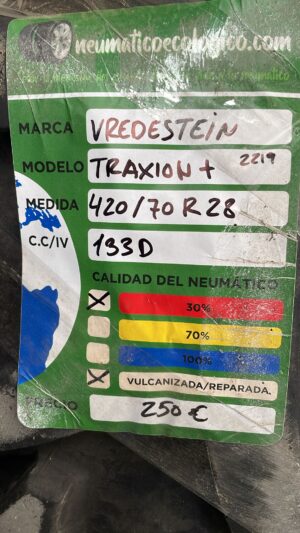 neumaticoecologico.com
MARCA VREDESTEIN
MODELO TRAXION + 2219
MEDIDA 420/70 R 28
C.C/IV 133D
CALIDAD DEL NEUMÁTICO
30%
70%
100%
VULCANIZADA/REPARADA.
PRECIO 250 €